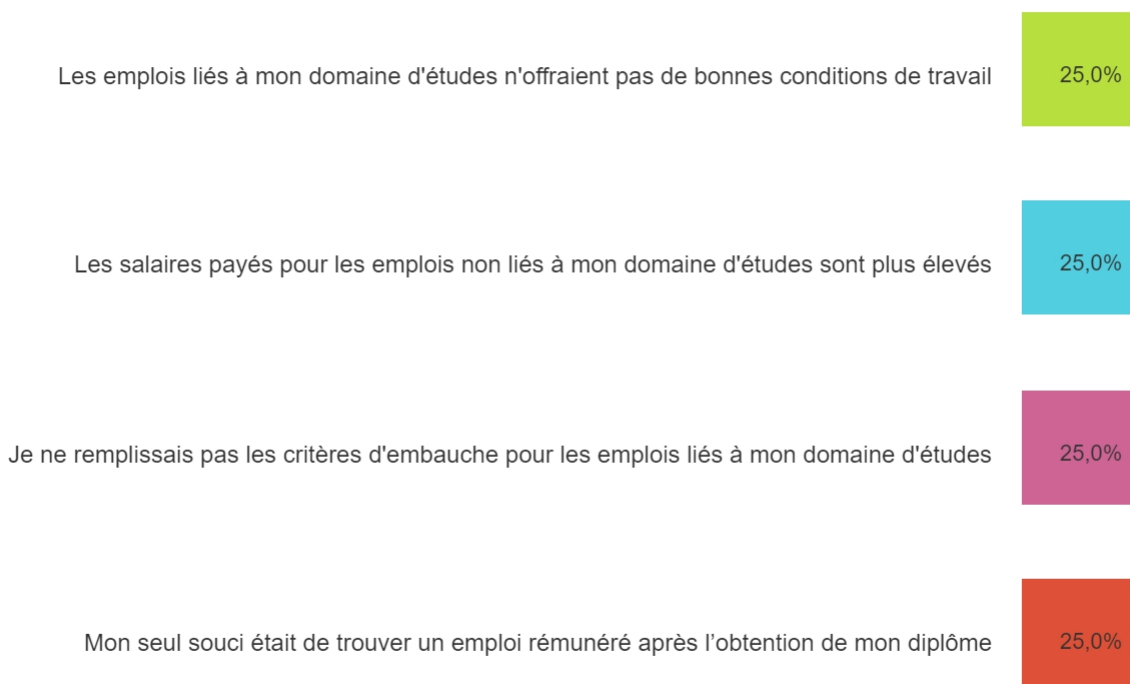 Les emplois liés à mon domaine d'études n'offraient pas de bonnes conditions de travail 25,0%
Les salaires payés pour les emplois non liés à mon domaine d'études sont plus élevés 25,0%
Je ne remplissais pas les critères d'embauche pour les emplois liés à mon domaine d'études 25,0%
Mon seul souci était de trouver un emploi rémunéré après l’obtention de mon diplôme 25,0%